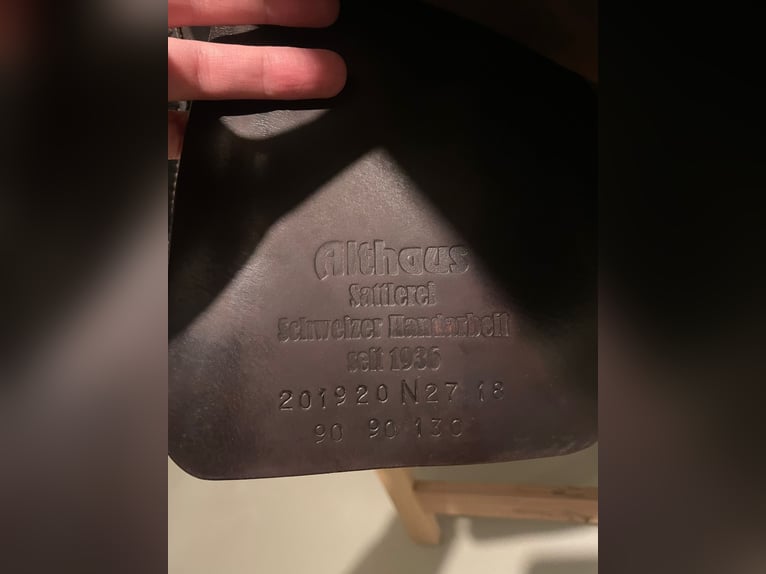 Althaus
Sattlerei
Schweizer Handarbeit
seit 1936
201920 N27 18
90 90 130